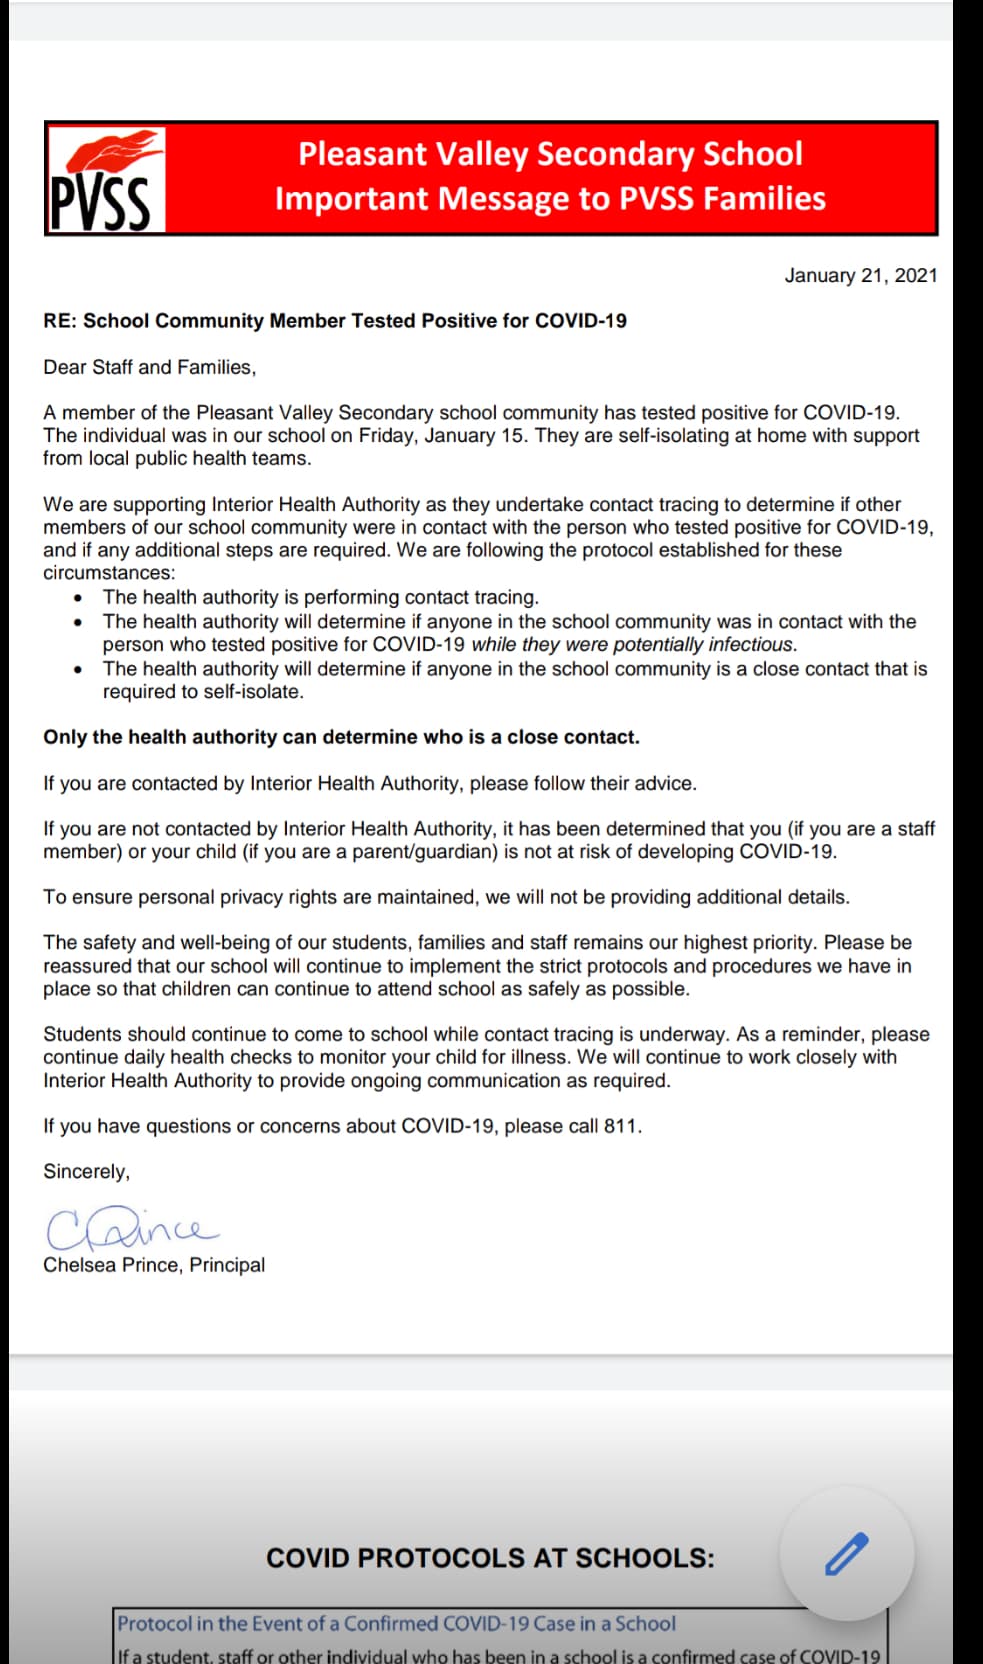 PVSS
Pleasant Valley Secondary School
Important Message to PVSS Families
January 21, 2021
RE: School Community Member Tested Positive for COVID-19
Dear Staff and Families,
A member of the Pleasant Valley Secondary school community has tested positive for COVID-19.
The individual was in our school on Friday, January 15. They are self-isolating at home with support
from local public health teams.
We are supporting Interior Health Authority as they undertake contact tracing to determine if other
members of our school community were in contact with the person who tested positive for COVID-19,
and if any additional steps are required. We are following the protocol established for these
circumstances:
• The health authority is performing contact tracing.
• The health authority will determine if anyone in the school community was in contact with the
person who tested positive for COVID-19 while they were potentially infectious.
• The health authority will determine if anyone in the school community is a close contact that is
required to self-isolate.
Only the health authority can determine who is a close contact.
If you are contacted by Interior Health Authority, please follow their advice.
If you are not contacted by Interior Health Authority, it has been determined that you (if you are a staff
member) or your child (if you are a parent/guardian) is not at risk of developing COVID-19.
To ensure personal privacy rights are maintained, we will not be providing additional details.
The safety and well-being of our students, families and staff remains our highest priority. Please be
reassured that our school will continue to implement the strict protocols and procedures we have in
place so that children can continue to attend school as safely as possible.
Students should continue to come to school while contact tracing is underway. As a reminder, please
continue daily health checks to monitor your child for illness. We will continue to work closely with
Interior Health Authority to provide ongoing communication as required.
If you have questions or concerns about COVID-19, please call 811.
Sincerely,
CPrince
Chelsea Prince, Principal
COVID PROTOCOLS AT SCHOOLS:
Protocol in the Event of a Confirmed COVID-19 Case in a School
If a student, staff or other individual who has been in a school is a confirmed case of COVID-19